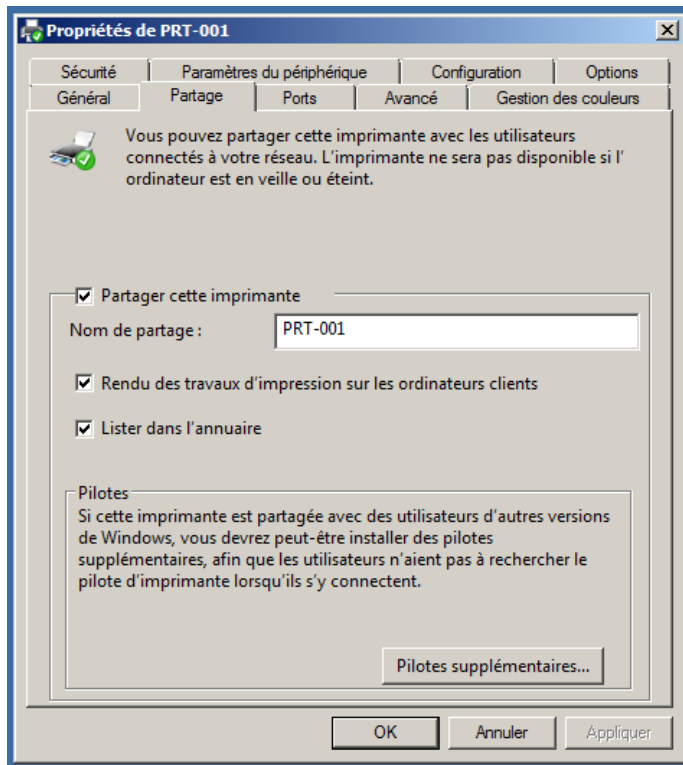 Propriétés de PRT-001
Sécurité Paramètres du périphérique Configuration Options
Général Partage Ports Avancé Gestion des couleurs
Vous pouvez partager cette imprimante avec les utilisateurs
connectés à votre réseau. L'imprimante ne sera pas disponible si l'
ordinateur est en veille ou éteint.
Partager cette imprimante
Nom de partage : PRT-001
Rendu des travaux d'impression sur les ordinateurs clients
Lister dans l'annuaire
Pilotes
Si cette imprimante est partagée avec des utilisateurs d'autres versions
de Windows, vous devrez peut-être installer des pilotes
supplémentaires, afin que les utilisateurs n'aient pas à rechercher le
pilote d'imprimante lorsqu'ils s'y connectent.
Pilotes supplémentaires...
OK Annuler Appliquer